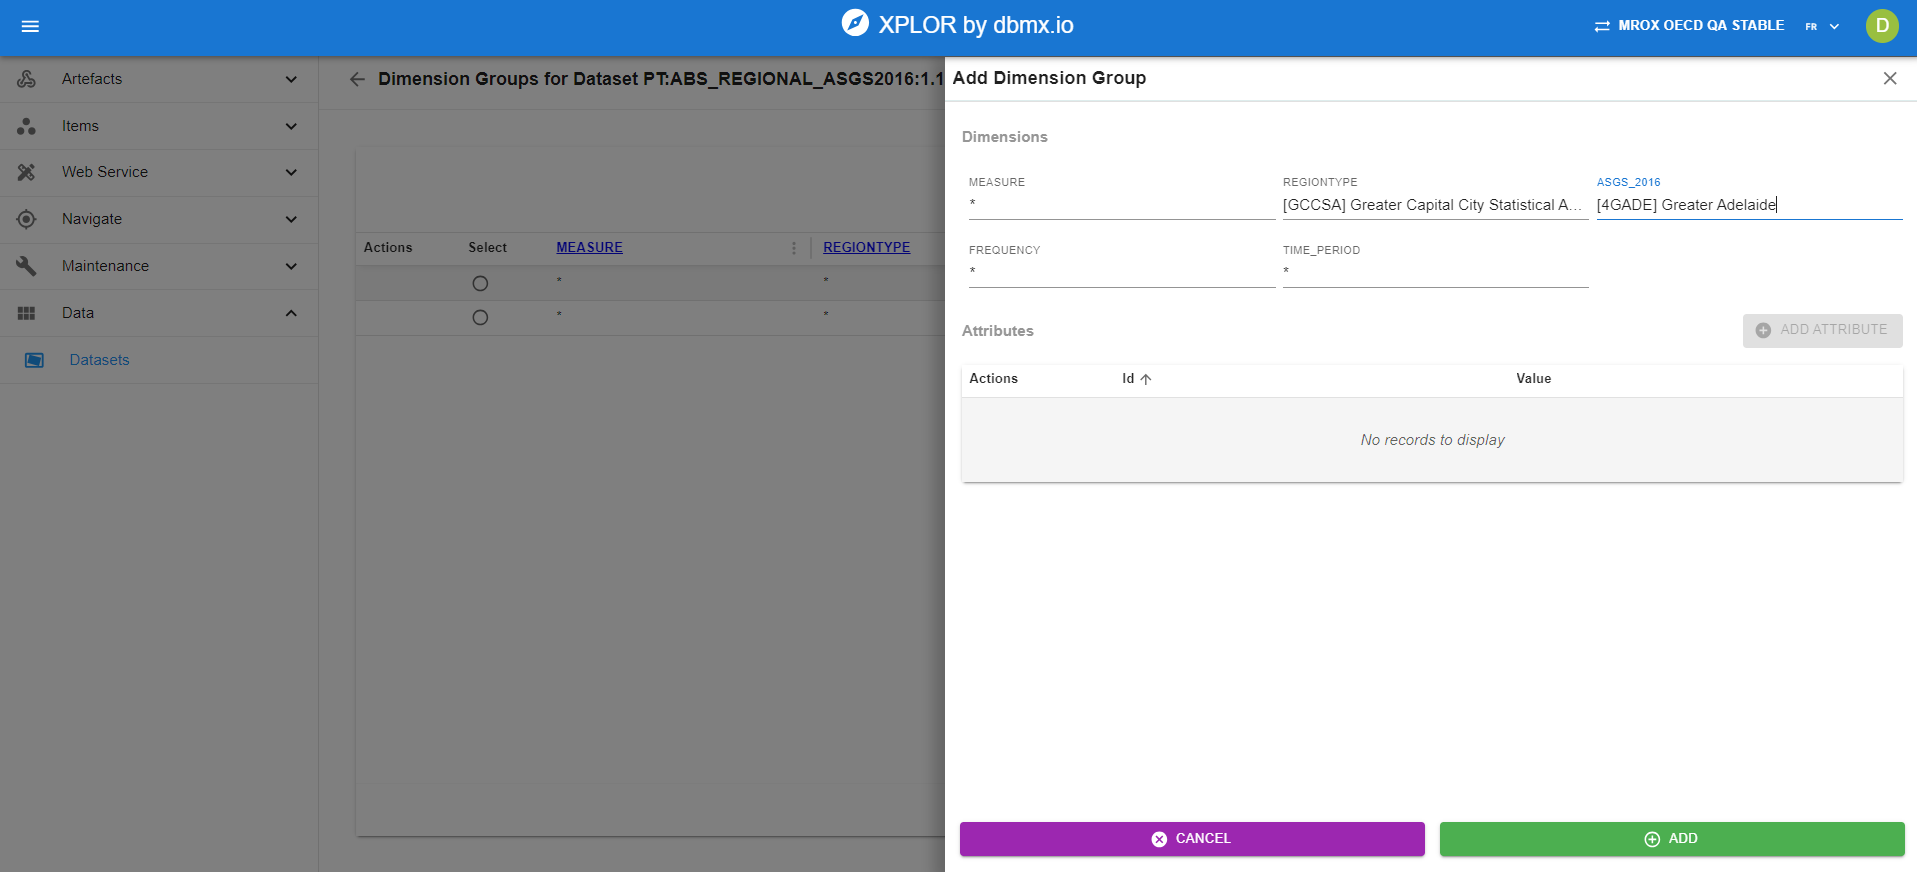 XPLOR by dbmx.io
MROX OECD QA STABLE
FR
D
Artefacts
Items
Web Service
Navigate
Maintenance
Data
Datasets
Dimension Groups for Dataset PT:ABS_REGIONAL_ASGS2016:1.1
Actions Select MEASURE REGIONTYPE
* *
* *
Add Dimension Group
Dimensions
MEASURE REGIONTYPE ASGS_2016
* [GCCSA] Greater Capital City Statistical A... [4GADE] Greater Adelaide
FREQUENCY TIME_PERIOD
* *
Attributes
ADD ATTRIBUTE
Actions Id Value
No records to display
CANCEL
ADD